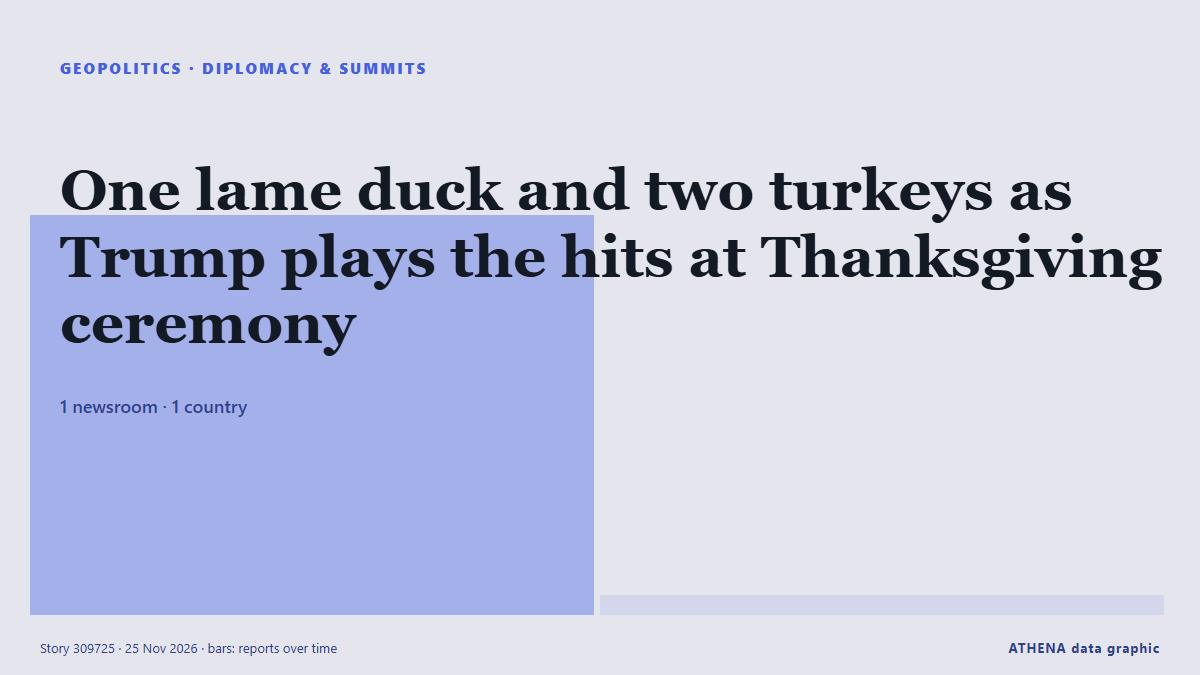 GEOPOLITICS · DIPLOMACY & SUMMITS
One lame duck and two turkeys as
Trump plays the hits at Thanksgiving
ceremony
1 newsroom · 1 country
Story 309725 · 25 Nov 2026 · bars: reports over time
ATHENA data graphic